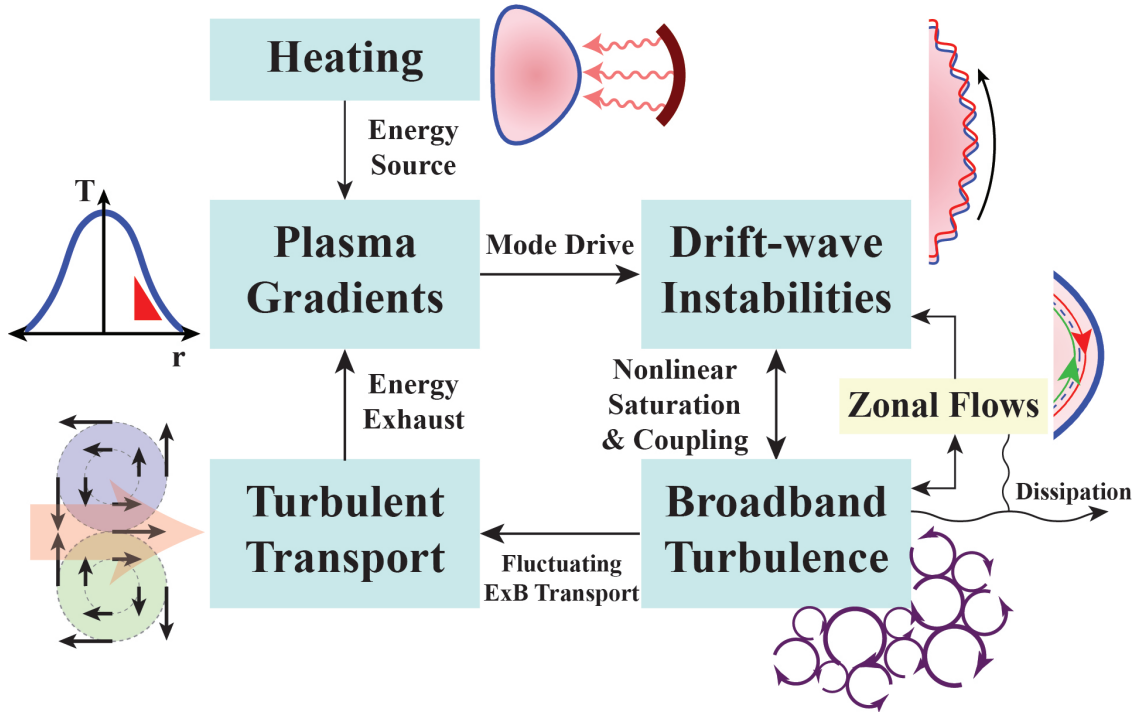 Heating
Energy
Source
T
r
Plasma
Gradients
Mode Drive
Drift-wave
Instabilities
Energy
Exhaust
Nonlinear
Saturation
& Coupling
Zonal Flows
Turbulent
Transport
Fluctuating
ExB Transport
Broadband
Turbulence
Dissipation